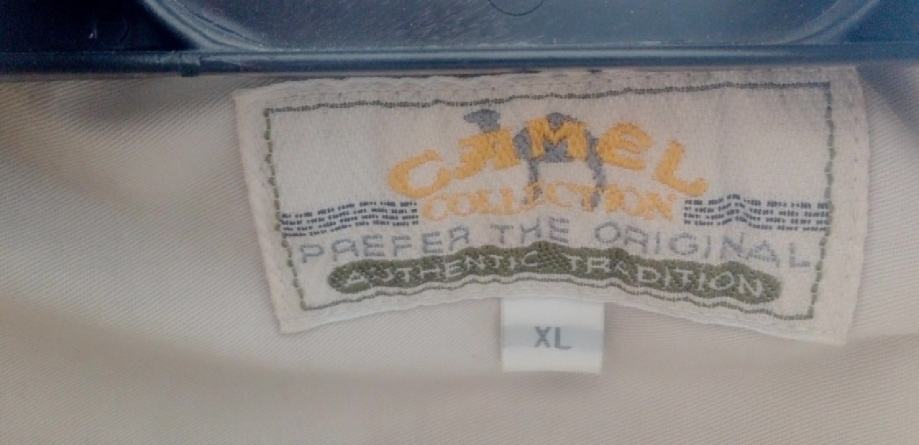 CAMEL
COLLECTION
PREFER THE ORIGINAL
AUTHENTIC TRADITION
XL